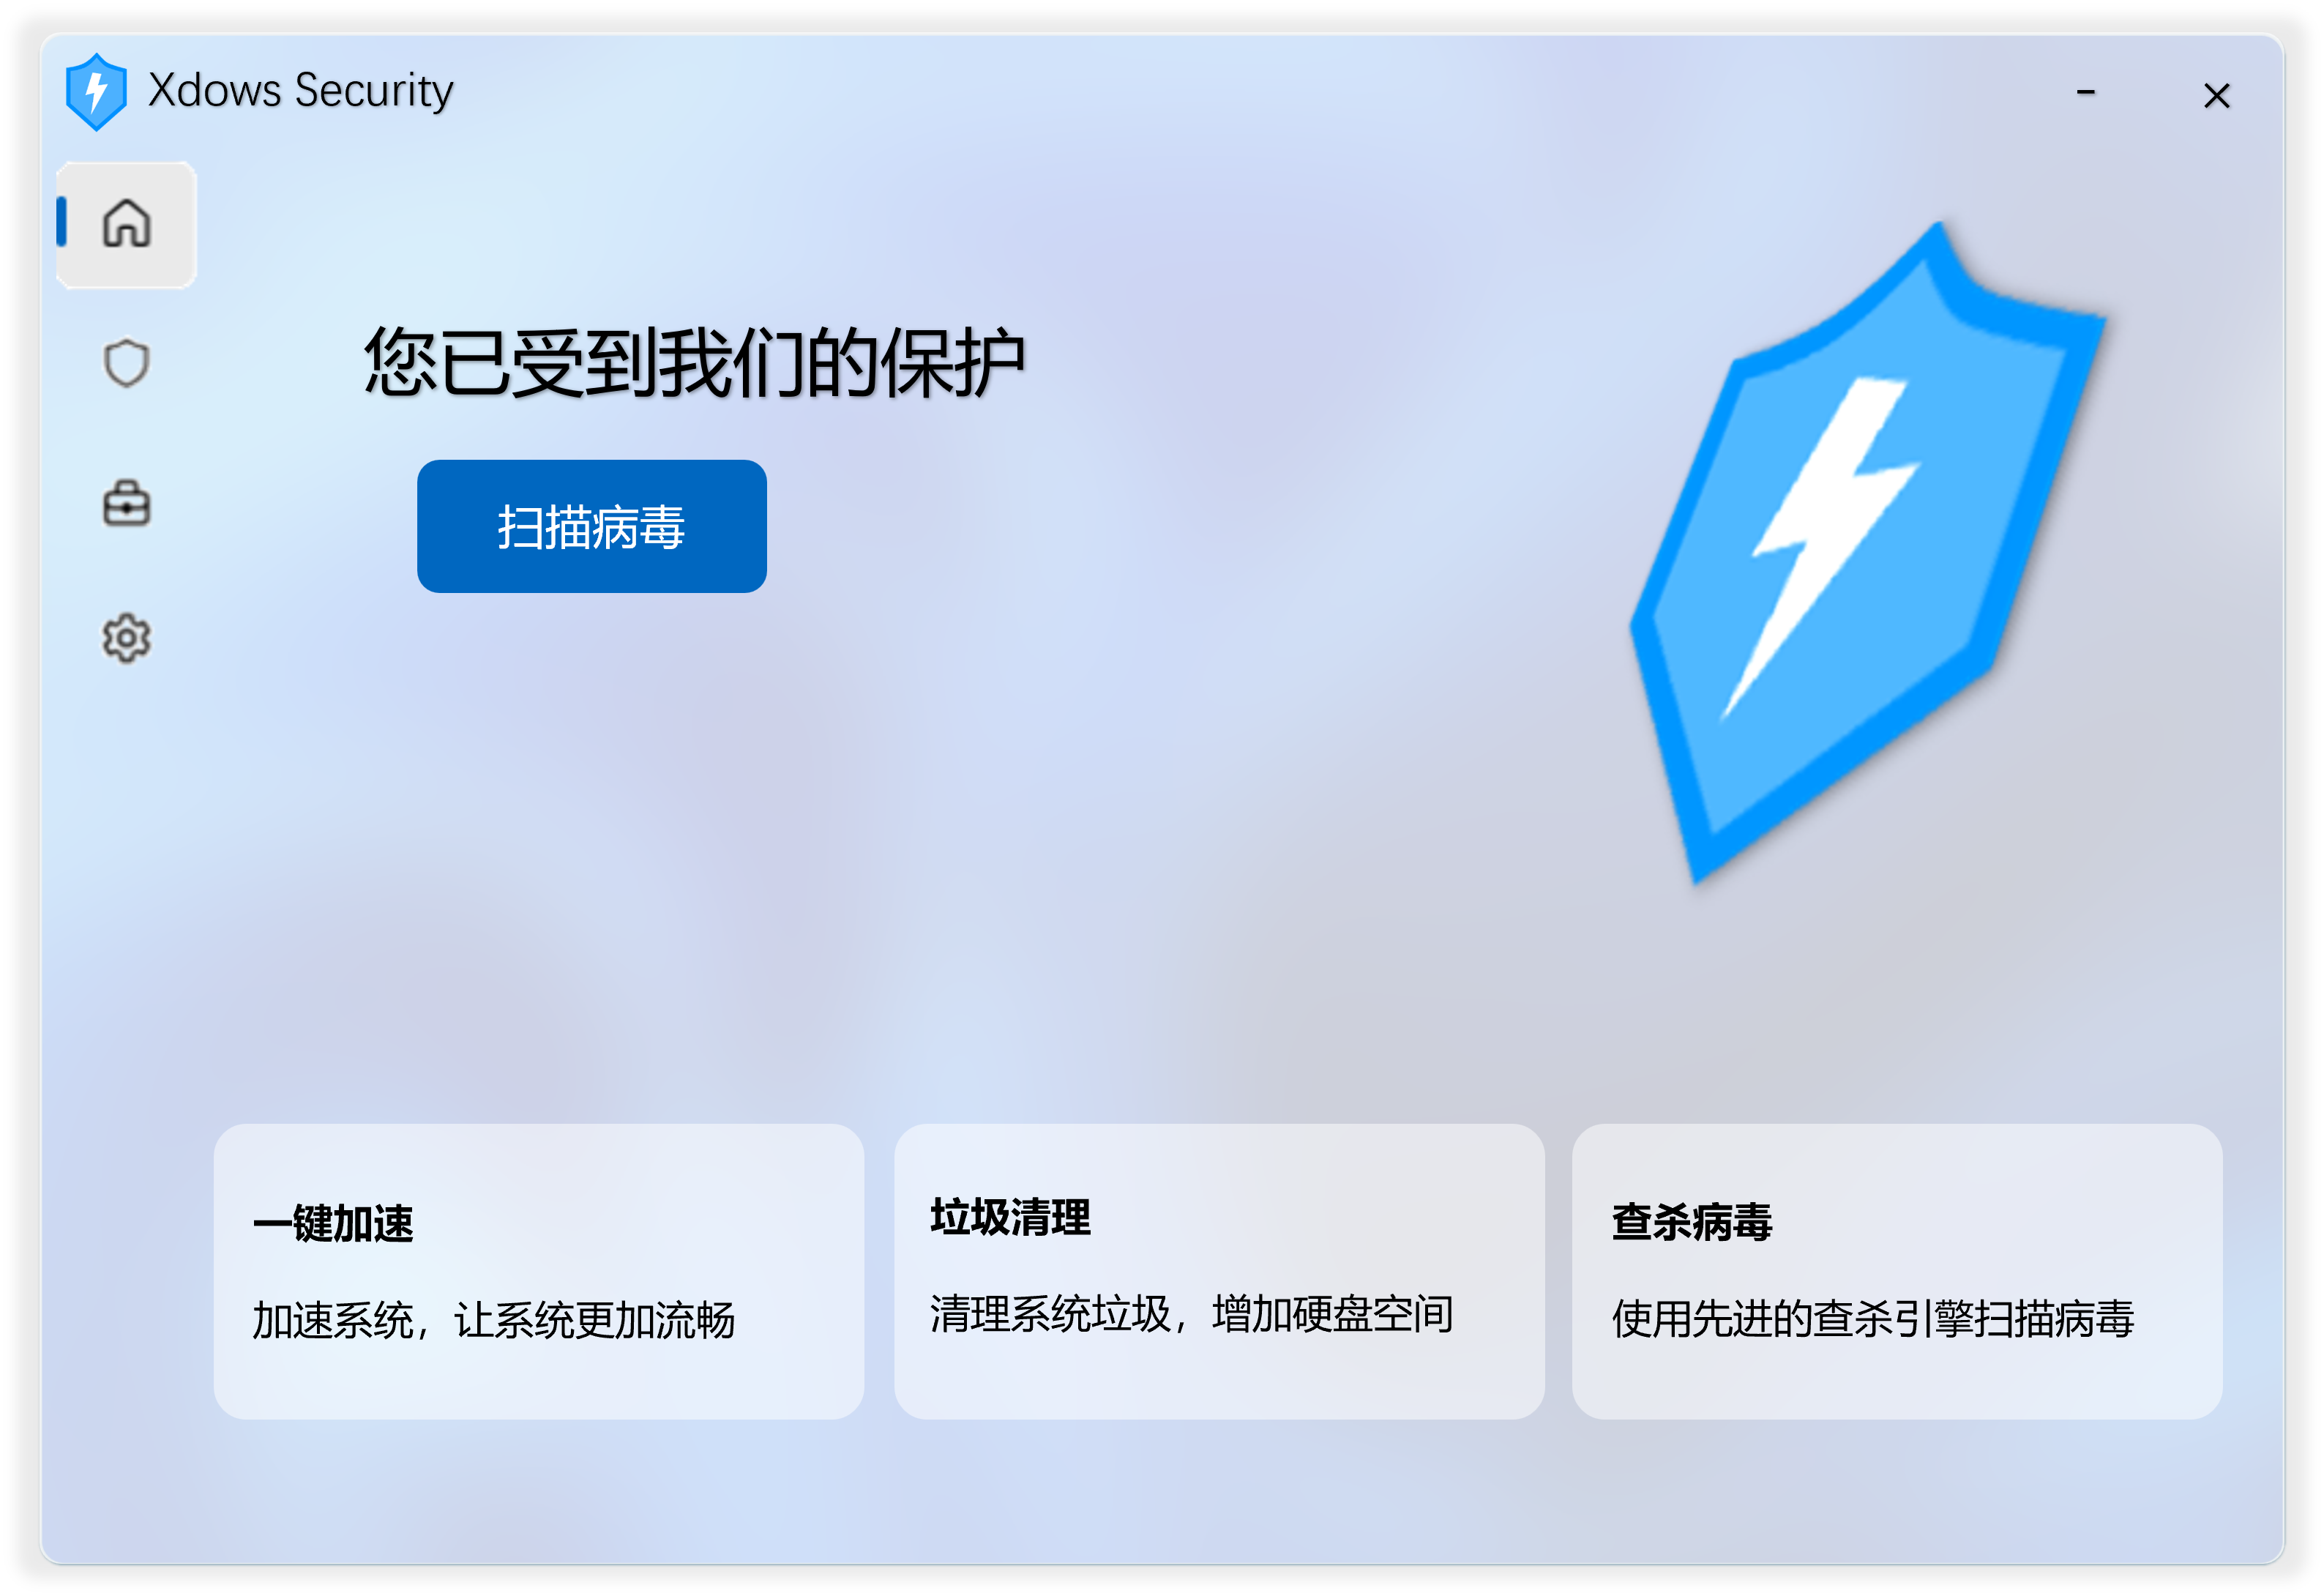 Xdows Security
您已受到我们的保护
扫描病毒
一键加速
加速系统，让系统更加流畅
垃圾清理
清理系统垃圾，增加硬盘空间
查杀病毒
使用先进的查杀引擎扫描病毒